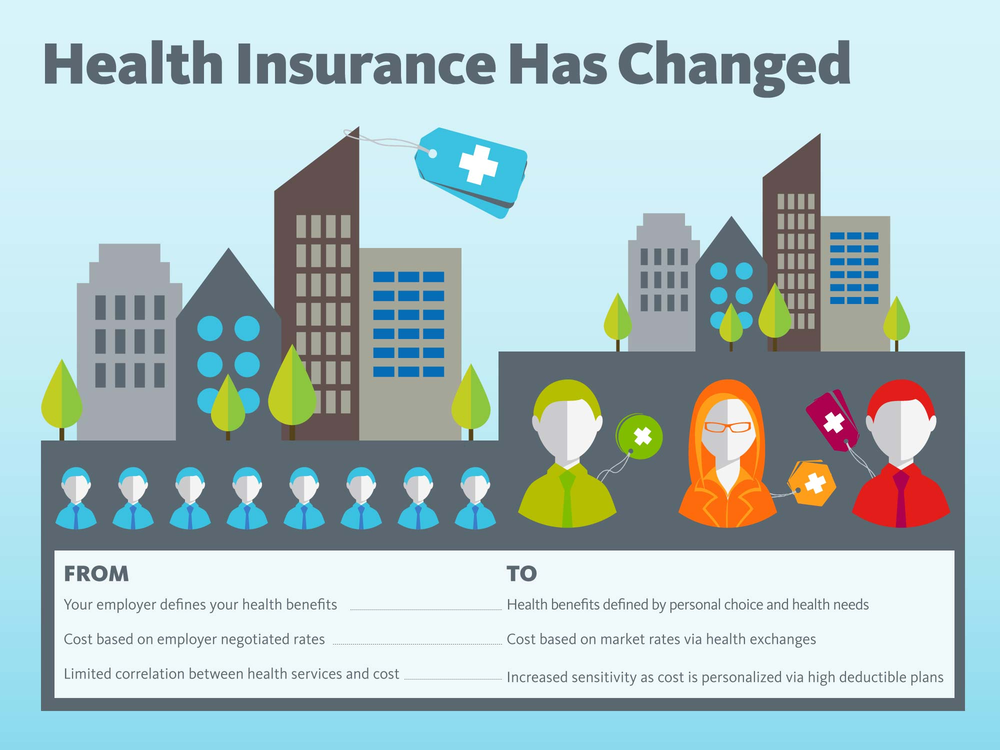 Health Insurance Has Changed
FROM
Your employer defines your health benefits
Cost based on employer negotiated rates
Limited correlation between health services and cost
TO
Health benefits defined by personal choice and health needs
Cost based on market rates via health exchanges
Increased sensitivity as cost is personalized via high deductible plans